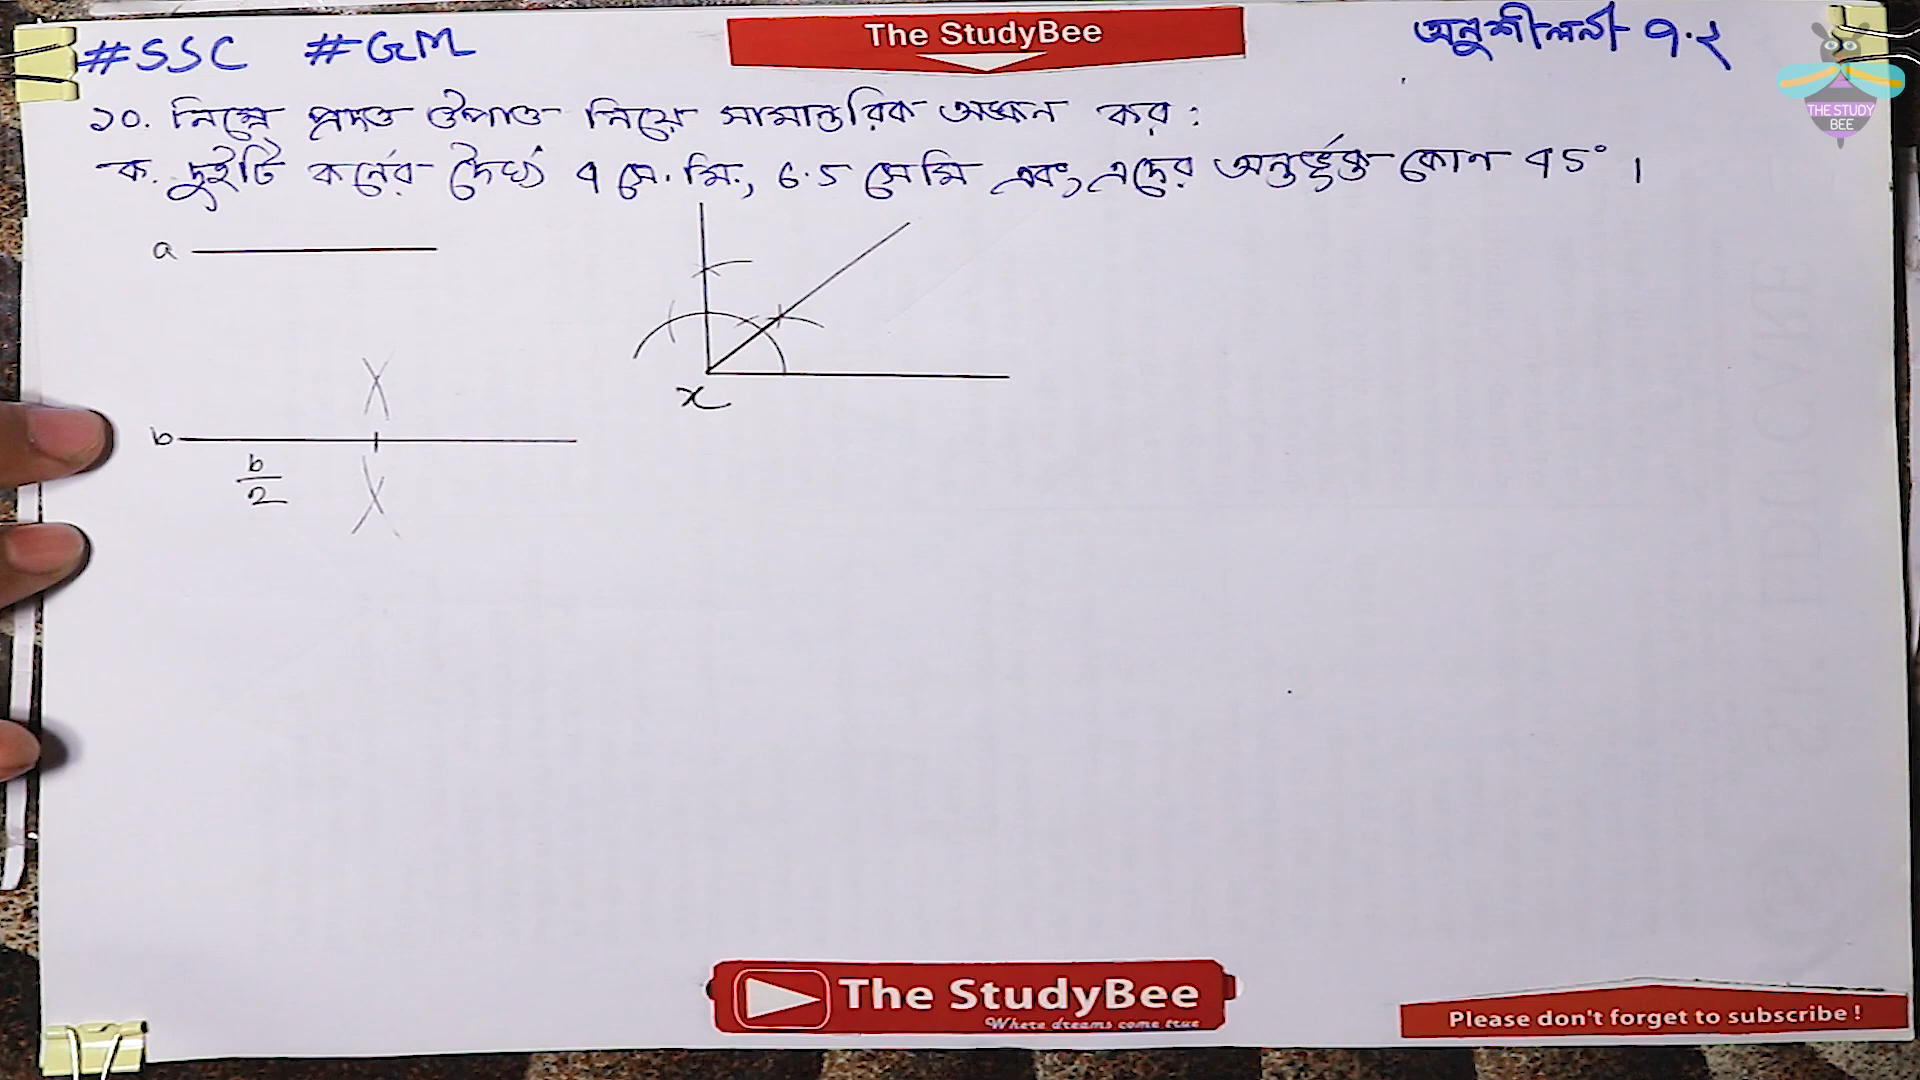 #SSC #GM
The StudyBee
অনুশীলনী ৭.২
THE STUDY
BEE
১০. নিম্নে প্রদত্ত উপাত্ত নিয়ে সামান্তরিক অঙ্কন কর:
ক. দুইটি কর্ণের দৈর্ঘ্য ৭ সে.মি., ৬.৫ সেমি এবং এদের অন্তর্ভুক্ত কোণ 45° ।
a
x
b
b
2
The StudyBee
Where dreams come true
Please don't forget to subscribe!